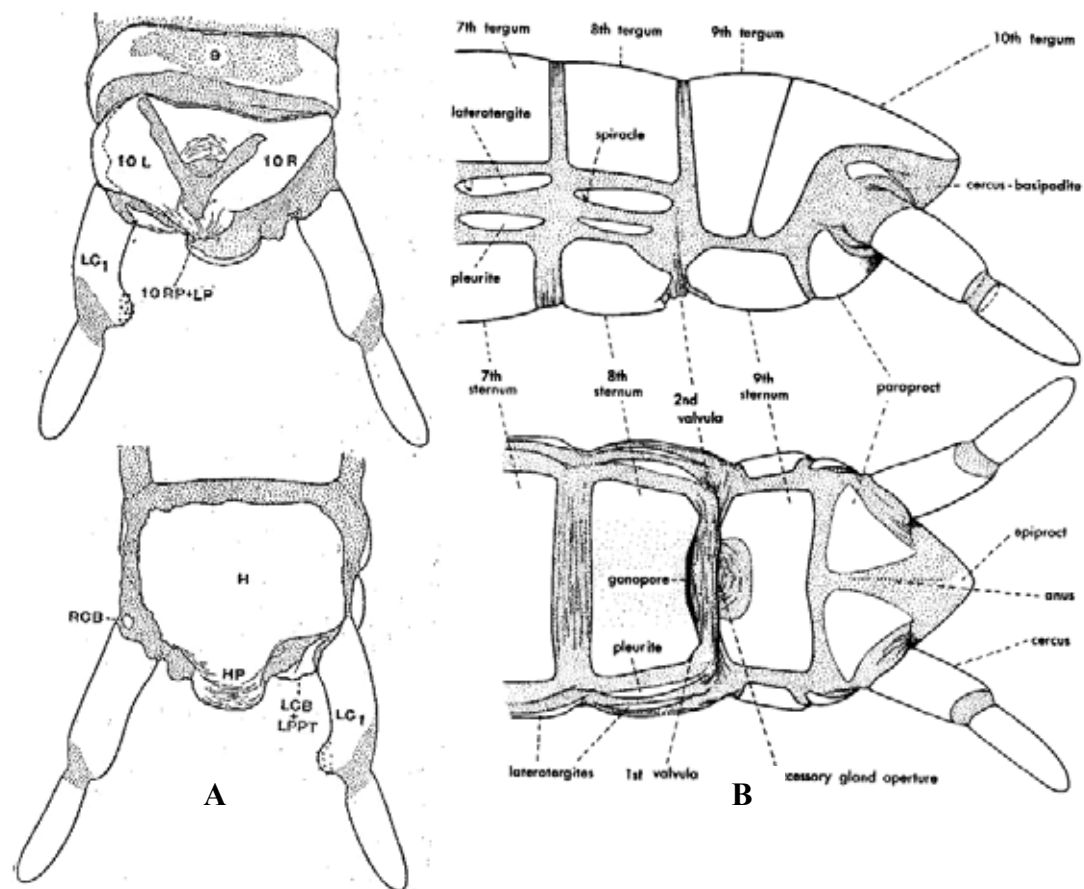 9
10 L
10 R
LC1
10 RP+LP
H
RCB
HP
LCB
+
LPPT
LC1
A
7th tergum
8th tergum
9th tergum
10th tergum
laterotergite
spiracle
cercus-basipodite
pleurite
7th
sternum
8th
sternum
2nd
valvula
9th
sternum
paraproct
gonopore
epiproct
anus
pleurite
cercus
laterotergites
1st valvula
ccessory gland aperture
B